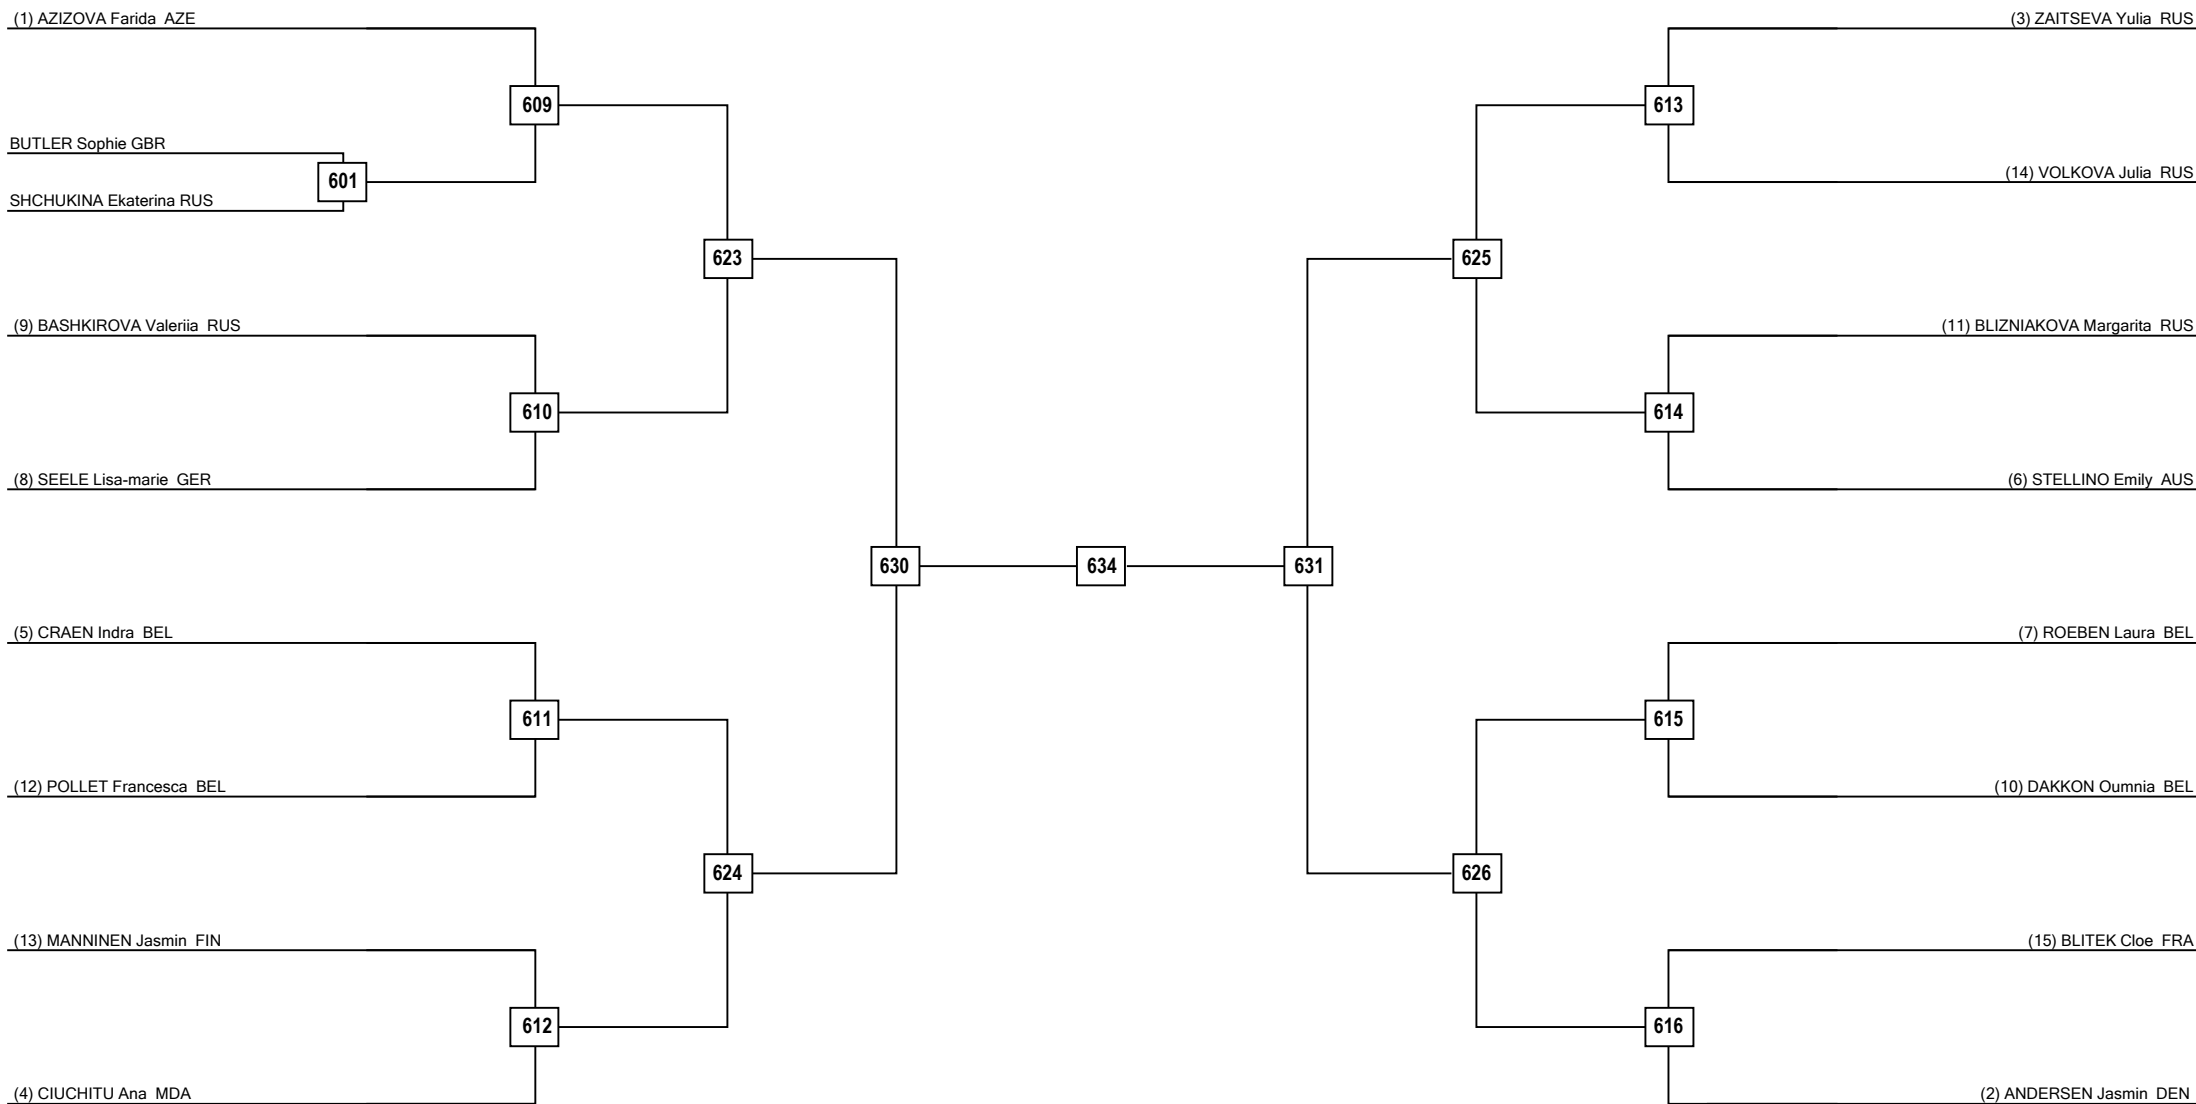 (1) AZIZOVA Farida AZE
(3) ZAITSEVA Yulia RUS
609
613
BUTLER Sophie GBR
601
(14) VOLKOVA Julia RUS
SHCHUKINA Ekaterina RUS
623
625
(9) BASHKIROVA Valeriia RUS
(11) BLIZNIAKOVA Margarita RUS
610
614
(8) SEELE Lisa-marie GER
(6) STELLINO Emily AUS
630
634
631
(5) CRAEN Indra BEL
(7) ROEBEN Laura BEL
611
615
(12) POLLET Francesca BEL
(10) DAKKON Oumnia BEL
624
626
(13) MANNINEN Jasmin FIN
(15) BLITEK Cloe FRA
612
616
(4) CIUCHITU Ana MDA
(2) ANDERSEN Jasmin DEN